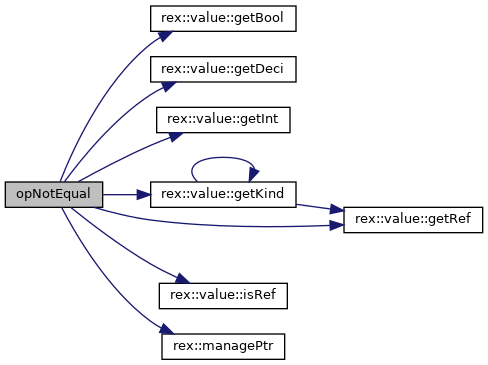 rex::value::getBool
rex::value::getDeci
rex::value::getInt
opNotEqual
rex::value::getKind
rex::value::getRef
rex::value::isRef
rex::managePtr